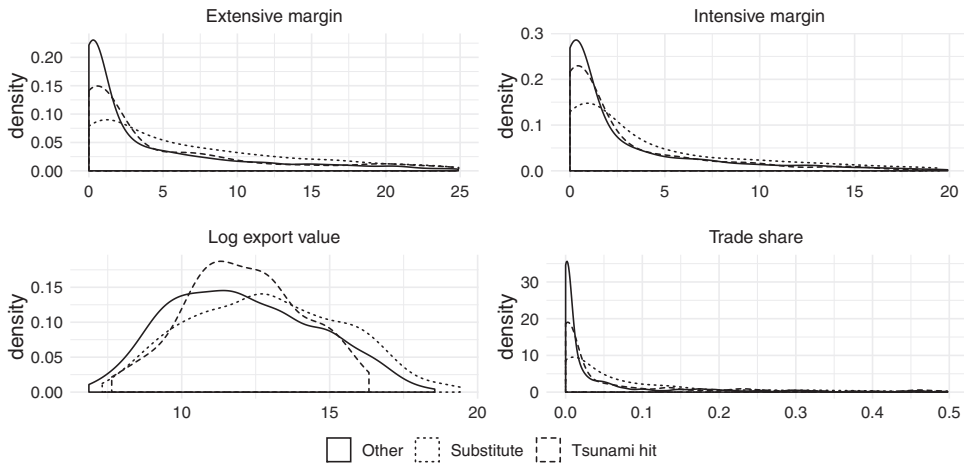 Extensive margin
Intensive margin
density
0.20
0.15
0.10
0.05
0.00
0 5 10 15 20 25
density
0.3
0.2
0.1
0.0
0 5 10 15 20
Log export value
Trade share
density
0.15
0.10
0.05
0.00
10 15 20
density
30
20
10
0
0.0 0.1 0.2 0.3 0.4 0.5
Other Substitute Tsunami hit